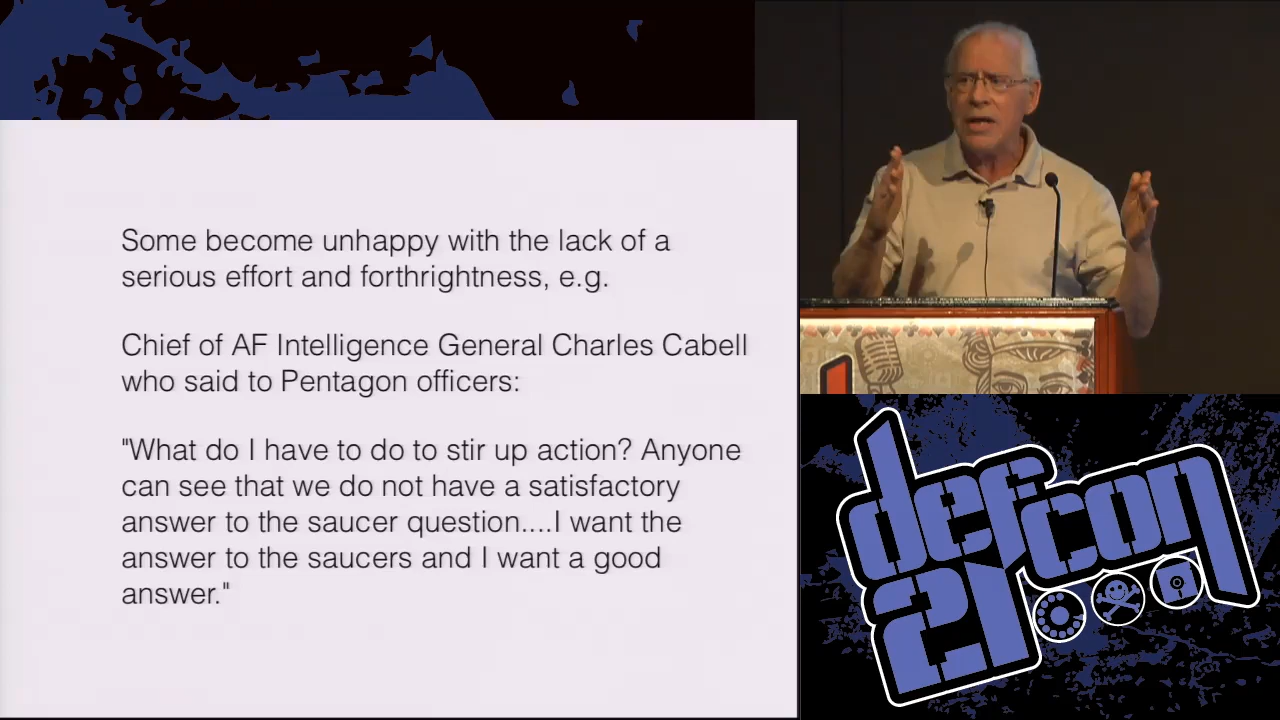 Some become unhappy with the lack of a
serious effort and forthrightness, e.g.
Chief of AF Intelligence General Charles Cabell
who said to Pentagon officers:
"What do I have to do to stir up action? Anyone
can see that we do not have a satisfactory
answer to the saucer question....I want the
answer to the saucers and I want a good
answer."
defcon
21